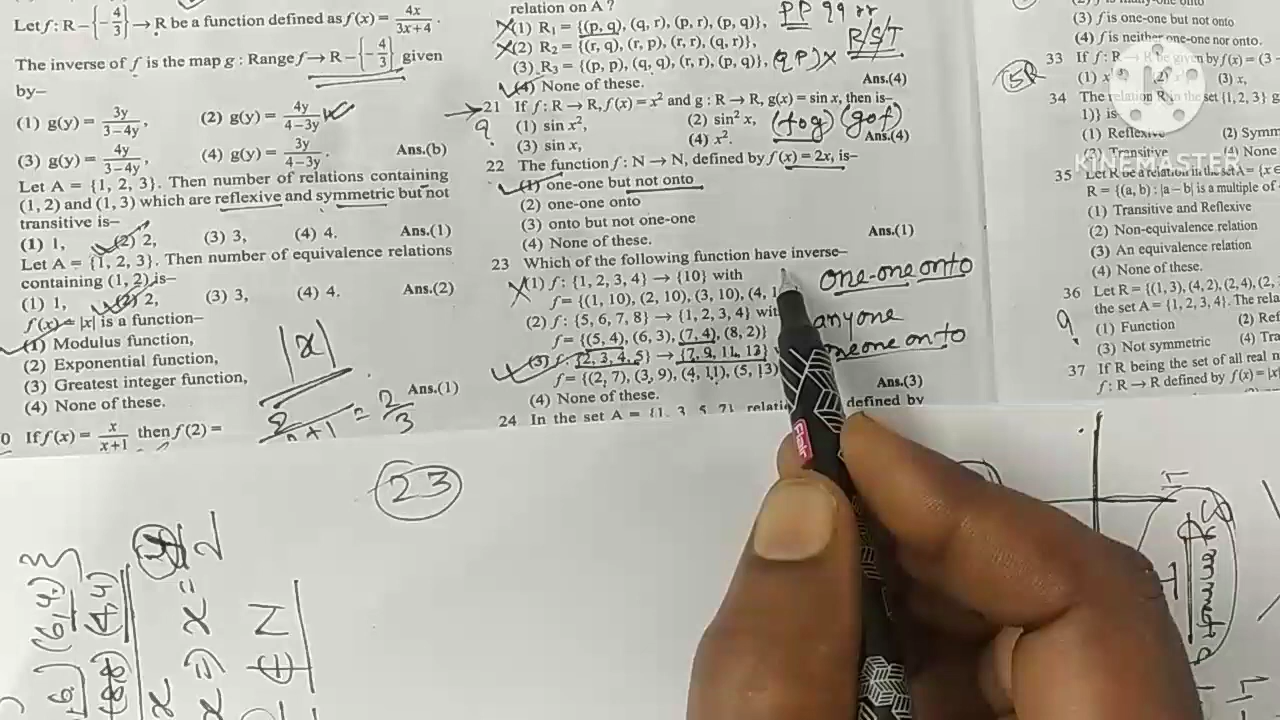 Let f : R − {−4/3} → R be a function defined as f(x) = 4x/3x+4.
The inverse of f is the map g : Range f → R − {−4/3} given
by–
(1) g(y) = 3y/3−4y, (2) g(y) = 4y/4−3y
(3) g(y) = 4y/3−4y, (4) g(y) = 3y/4−3y. Ans.(b)
Let A = {1, 2, 3}. Then number of relations containing
(1, 2) and (1, 3) which are reflexive and symmetric but not
transitive is–
(1) 1, (2) 2, (3) 3, (4) 4. Ans.(1)
Let A = {1, 2, 3}. Then number of equivalence relations
containing (1, 2) is–
(1) 1, (2) 2, (3) 3, (4) 4. Ans.(2)
f(x) = |x| is a function–
(1) Modulus function,
(2) Exponential function,
(3) Greatest integer function,
(4) None of these. Ans.(1)
|x|
0 If f(x) = x/x+1 then f(2) =
= 2/3
relation on A ?
(1) R₁ = {(p, q), (q, r), (p, r), (p, q)}, PP qq rr
(2) R₂ = {(r, q), (r, p), (r, r), (q, r)}, R/S/T
(3) R₃ = {(p, p), (q, q), (r, r), (p, q)}, (qP) X
(4) None of these. Ans.(4)
21 If f : R → R, f(x) = x² and g : R → R, g(x) = sin x, then is–
(1) sin x², (2) sin² x, (fog) (gof)
(3) sin x, (4) x². Ans.(4)
22 The function f : N → N, defined by f(x) = 2x, is–
(1) one-one but not onto
(2) one-one onto
(3) onto but not one-one
(4) None of these. Ans.(1)
23 Which of the following function have inverse–
(1) f : {1, 2, 3, 4} → {10} with one-one onto
f = {(1, 10), (2, 10), (3, 10), (4, 1
(2) f : {5, 6, 7, 8} → {1, 2, 3, 4} wit anyone
f = {(5, 4), (6, 3), (7, 4), (8, 2)} oneone onto
(3) f : {2, 3, 4, 5} → {7, 9, 11, 13}
f = {(2, 7), (3, 9), (4, 11), (5, 13) Ans.(3)
(4) None of these.
24 In the set A = {1, 3, 5, 7} relati defined by
(3) f is one-one but not onto
(4) f is neither one-one nor onto.
33 If f : R → R be given by f(x) = (3 −
(1) x (3) x,
34 The relation R in the set {1, 2, 3} g
1)} is
(1) Reflexive (2) Symm
(3) Transitive (4) None
KINEMASTER
35 Let R be a relation in the set A = {x ∈
R = {(a, b) : |a − b| is a multiple of
(1) Transitive and Reflexive
(2) Non-equivalence relation
(3) An equivalence relation
(4) None of these.
36 Let R = {(1, 3), (4, 2), (2, 4), (2,
the set A = {1, 2, 3, 4}. The rela
(1) Function (2) Ref
(3) Not symmetric (4) Tra
37 R being the set of all real n
f : R → R defined by f(x) = |x|
23
Flair